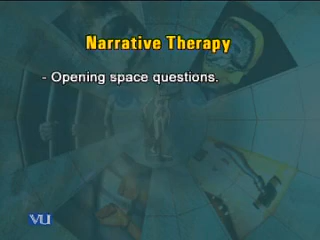 Narrative Therapy
- Opening space questions.
VU